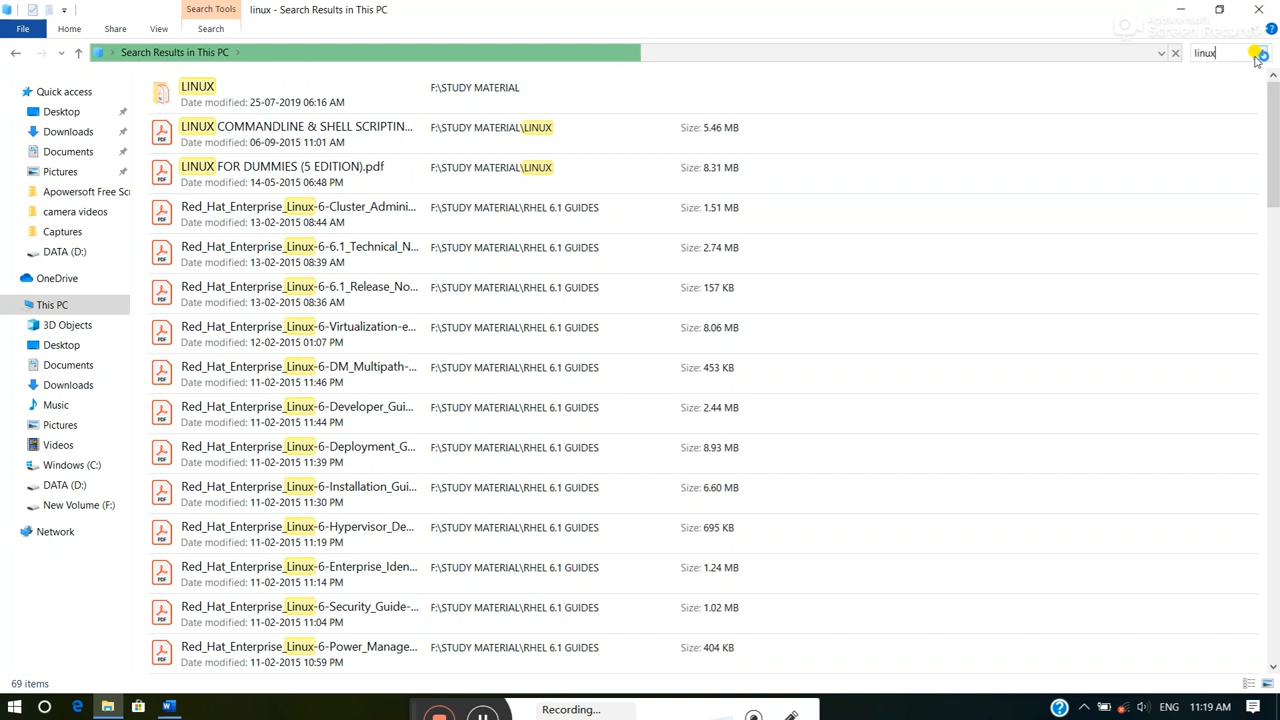 Search Tools
linux - Search Results in This PC
File Home Share View Search
Apowersoft
Screen Recorder
Search Results in This PC
linux
Quick access
Desktop
Downloads
Documents
Pictures
Apowersoft Free Scr
camera videos
Captures
DATA (D:)
OneDrive
This PC
3D Objects
Desktop
Documents
Downloads
Music
Pictures
Videos
Windows (C:)
DATA (D:)
New Volume (F:)
Network
LINUX F:\STUDY MATERIAL
Date modified: 25-07-2019 06:16 AM
LINUX COMMANDLINE & SHELL SCRIPTIN... F:\STUDY MATERIAL\LINUX Size: 5.46 MB
Date modified: 06-09-2015 11:01 AM
LINUX FOR DUMMIES (5 EDITION).pdf F:\STUDY MATERIAL\LINUX Size: 8.31 MB
Date modified: 14-05-2015 06:48 PM
Red_Hat_Enterprise_Linux-6-Cluster_Admini... F:\STUDY MATERIAL\RHEL 6.1 GUIDES Size: 1.51 MB
Date modified: 13-02-2015 08:44 AM
Red_Hat_Enterprise_Linux-6-6.1_Technical_N... F:\STUDY MATERIAL\RHEL 6.1 GUIDES Size: 2.74 MB
Date modified: 13-02-2015 08:39 AM
Red_Hat_Enterprise_Linux-6-6.1_Release_No... F:\STUDY MATERIAL\RHEL 6.1 GUIDES Size: 157 KB
Date modified: 13-02-2015 08:36 AM
Red_Hat_Enterprise_Linux-6-Virtualization-e... F:\STUDY MATERIAL\RHEL 6.1 GUIDES Size: 8.06 MB
Date modified: 12-02-2015 01:07 PM
Red_Hat_Enterprise_Linux-6-DM_Multipath-... F:\STUDY MATERIAL\RHEL 6.1 GUIDES Size: 453 KB
Date modified: 11-02-2015 11:46 PM
Red_Hat_Enterprise_Linux-6-Developer_Gui... F:\STUDY MATERIAL\RHEL 6.1 GUIDES Size: 2.44 MB
Date modified: 11-02-2015 11:44 PM
Red_Hat_Enterprise_Linux-6-Deployment_G... F:\STUDY MATERIAL\RHEL 6.1 GUIDES Size: 8.93 MB
Date modified: 11-02-2015 11:39 PM
Red_Hat_Enterprise_Linux-6-Installation_Gui... F:\STUDY MATERIAL\RHEL 6.1 GUIDES Size: 6.60 MB
Date modified: 11-02-2015 11:30 PM
Red_Hat_Enterprise_Linux-6-Hypervisor_De... F:\STUDY MATERIAL\RHEL 6.1 GUIDES Size: 695 KB
Date modified: 11-02-2015 11:19 PM
Red_Hat_Enterprise_Linux-6-Enterprise_Iden... F:\STUDY MATERIAL\RHEL 6.1 GUIDES Size: 1.24 MB
Date modified: 11-02-2015 11:14 PM
Red_Hat_Enterprise_Linux-6-Security_Guide-... F:\STUDY MATERIAL\RHEL 6.1 GUIDES Size: 1.02 MB
Date modified: 11-02-2015 11:04 PM
Red_Hat_Enterprise_Linux-6-Power_Manage... F:\STUDY MATERIAL\RHEL 6.1 GUIDES Size: 404 KB
Date modified: 11-02-2015 10:59 PM
69 items
Recording...
ENG 11:19 AM